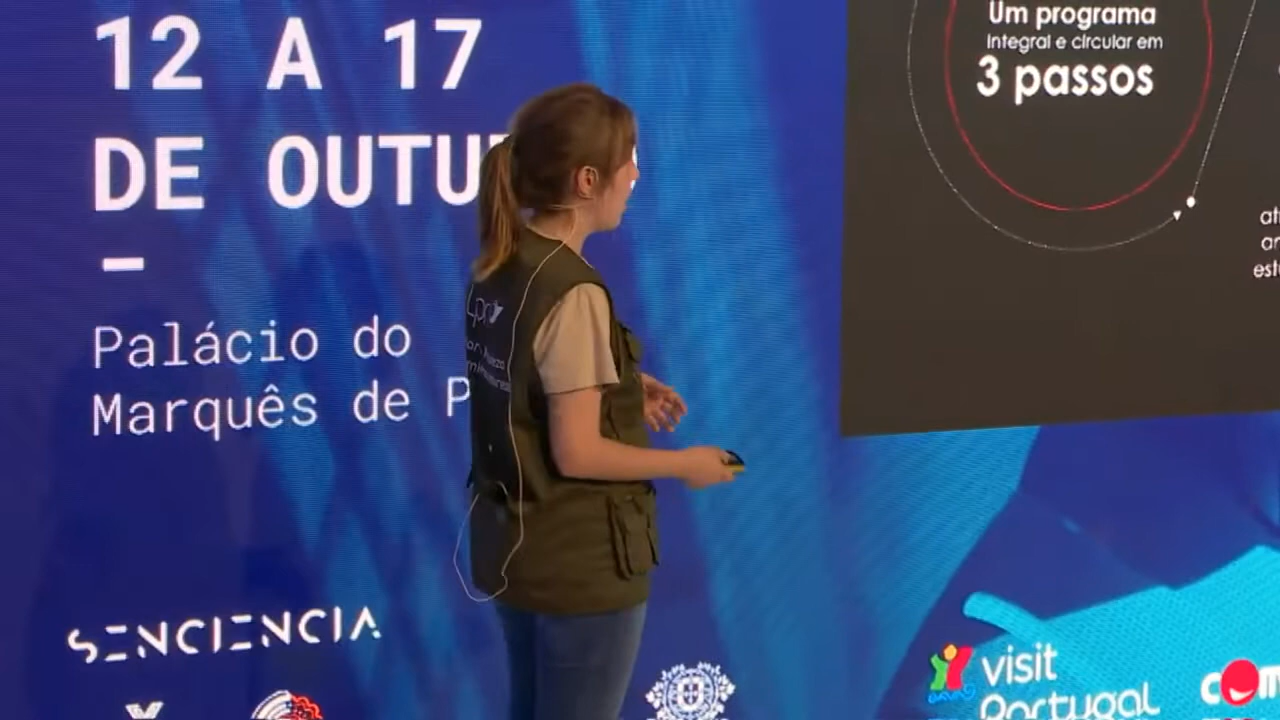 12 A 17
DE OUTU
Palácio do
Marquês de P
SENCIENCIA
Um programa
Integral e circular em
3 passos
visit
Portugal